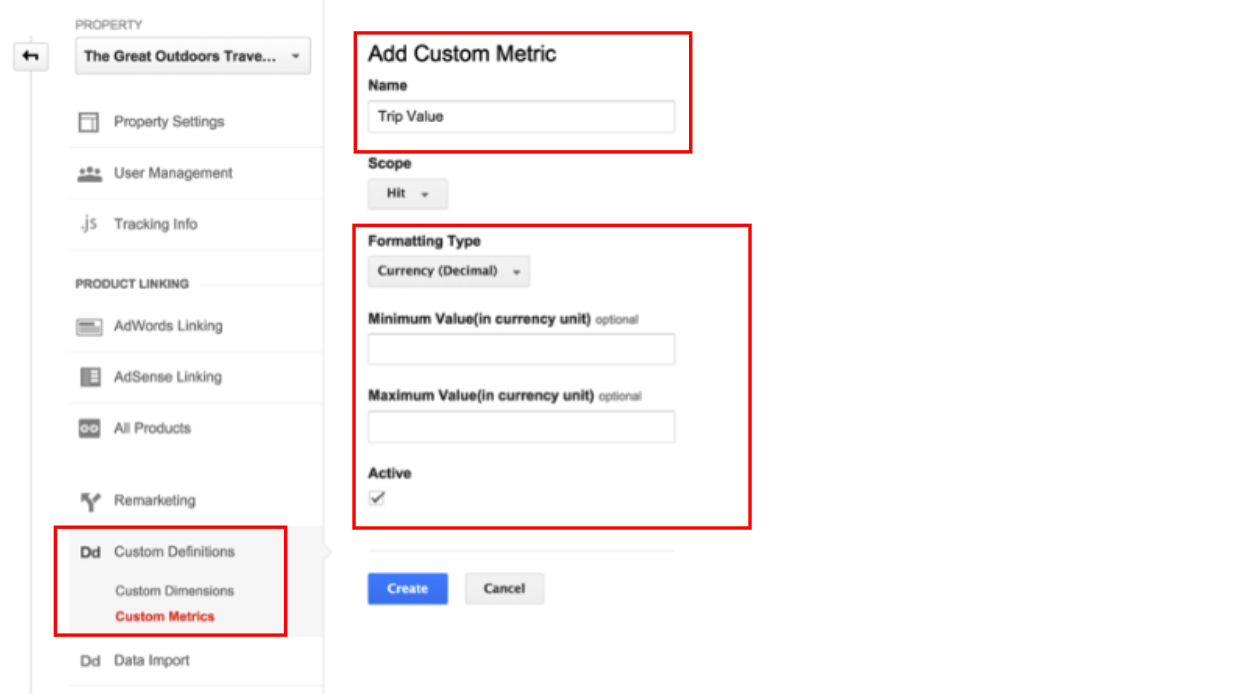 PROPERTY
The Great Outdoors Trave...
Property Settings
User Management
.js Tracking Info
PRODUCT LINKING
AdWords Linking
AdSense Linking
All Products
Remarketing
Dd Custom Definitions
Custom Dimensions
Custom Metrics
Dd Data Import
Add Custom Metric
Name
Trip Value
Scope
Hit
Formatting Type
Currency (Decimal)
Minimum Value(in currency unit) optional
Maximum Value(in currency unit) optional
Active
Create Cancel